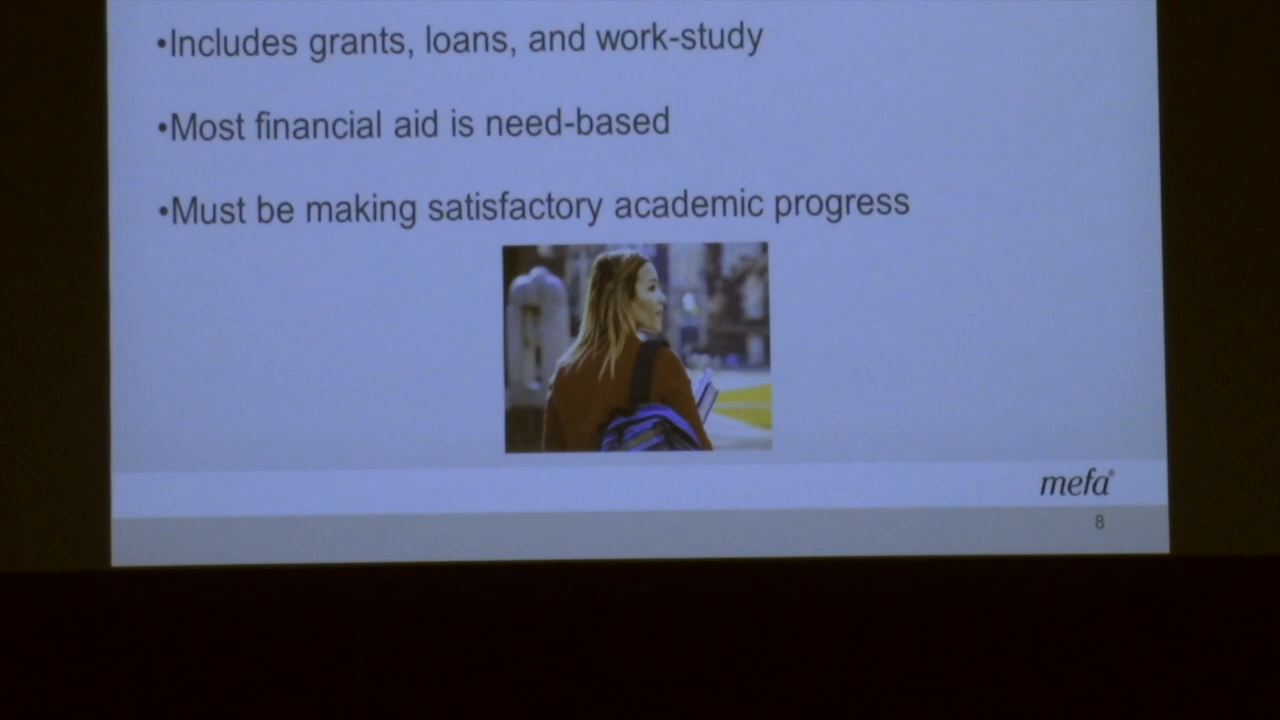 •Includes grants, loans, and work-study
•Most financial aid is need-based
•Must be making satisfactory academic progress
mefa®
8